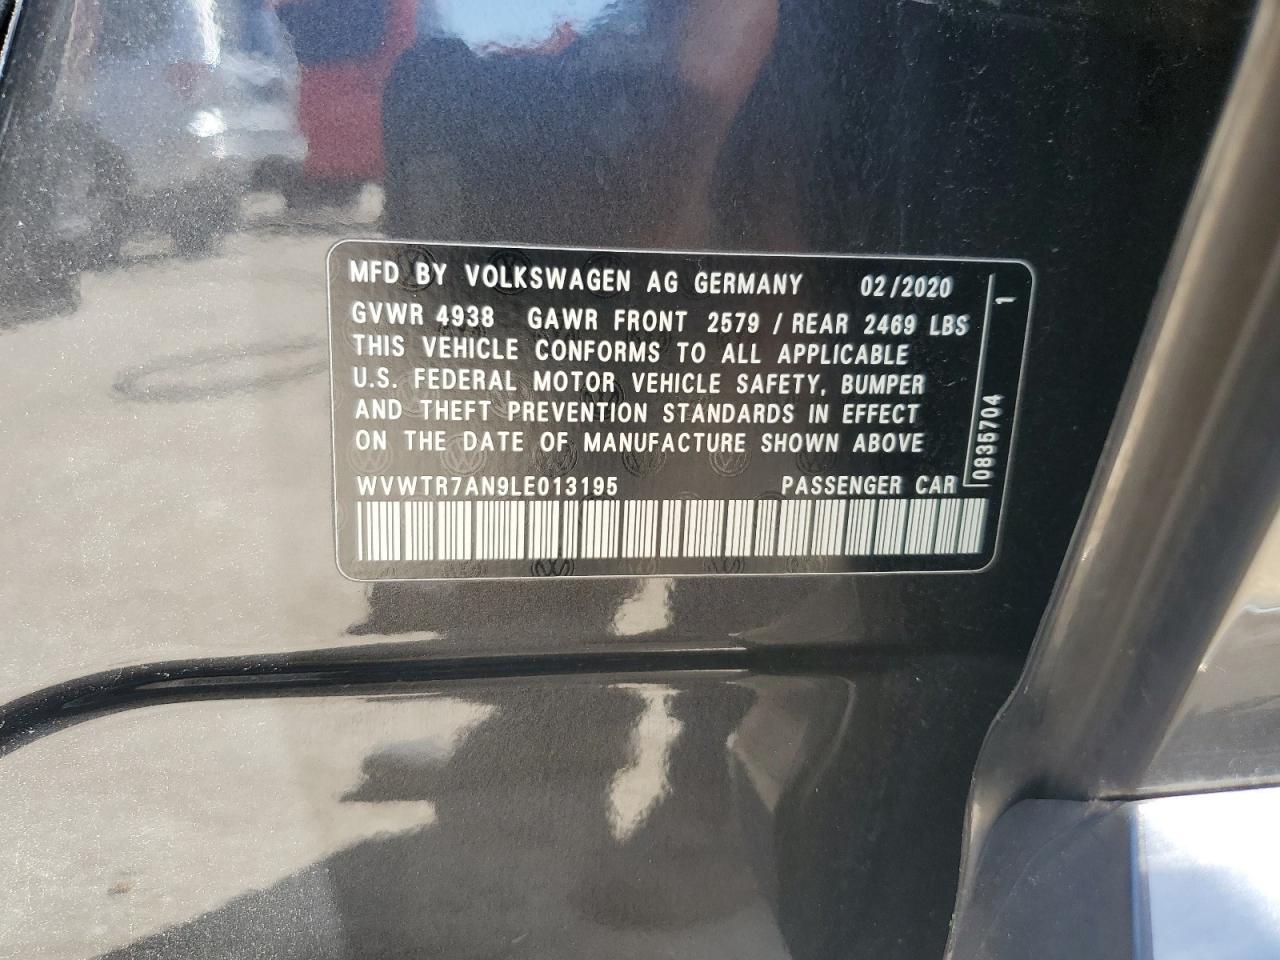 MFD BY VOLKSWAGEN AG GERMANY 02/2020
GVWR 4938 GAWR FRONT 2579 / REAR 2469 LBS
THIS VEHICLE CONFORMS TO ALL APPLICABLE
U.S. FEDERAL MOTOR VEHICLE SAFETY, BUMPER
AND THEFT PREVENTION STANDARDS IN EFFECT
ON THE DATE OF MANUFACTURE SHOWN ABOVE
WVWTR7AN9LE013195 PASSENGER CAR
0835704 1